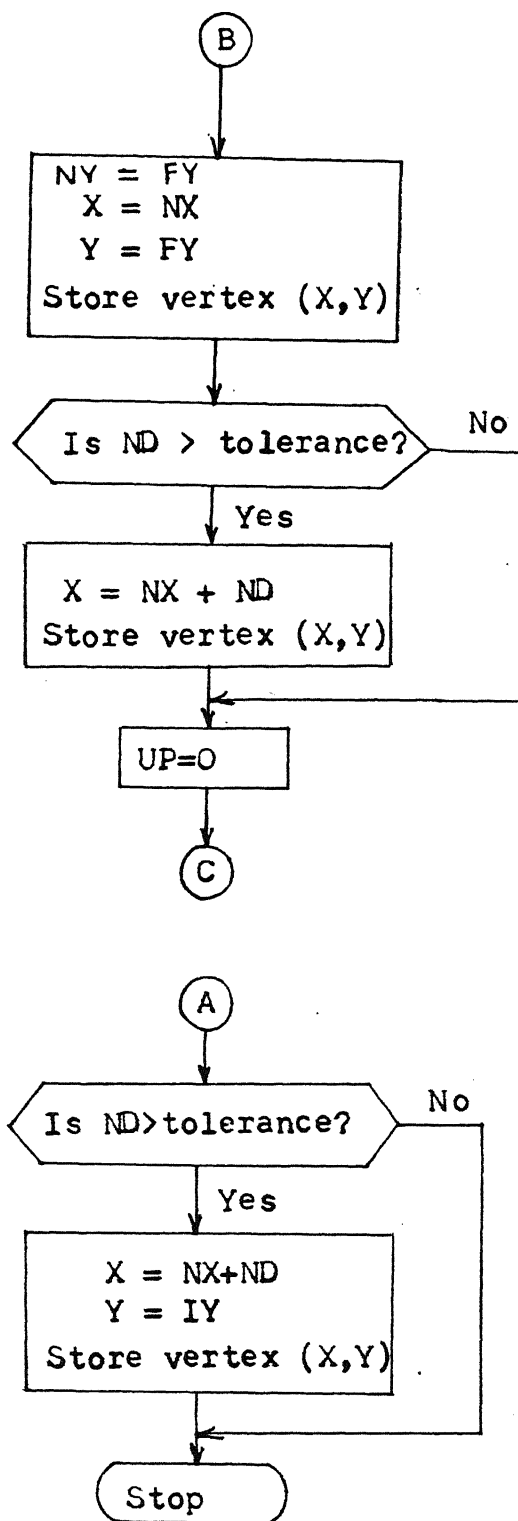 B
NY = FY
X = NX
Y = FY
Store vertex (X,Y)
Is ND > tolerance?
No
Yes
X = NX + ND
Store vertex (X,Y)
UP=0
C
A
Is ND>tolerance?
No
Yes
X = NX+ND
Y = IY
Store vertex (X,Y)
Stop